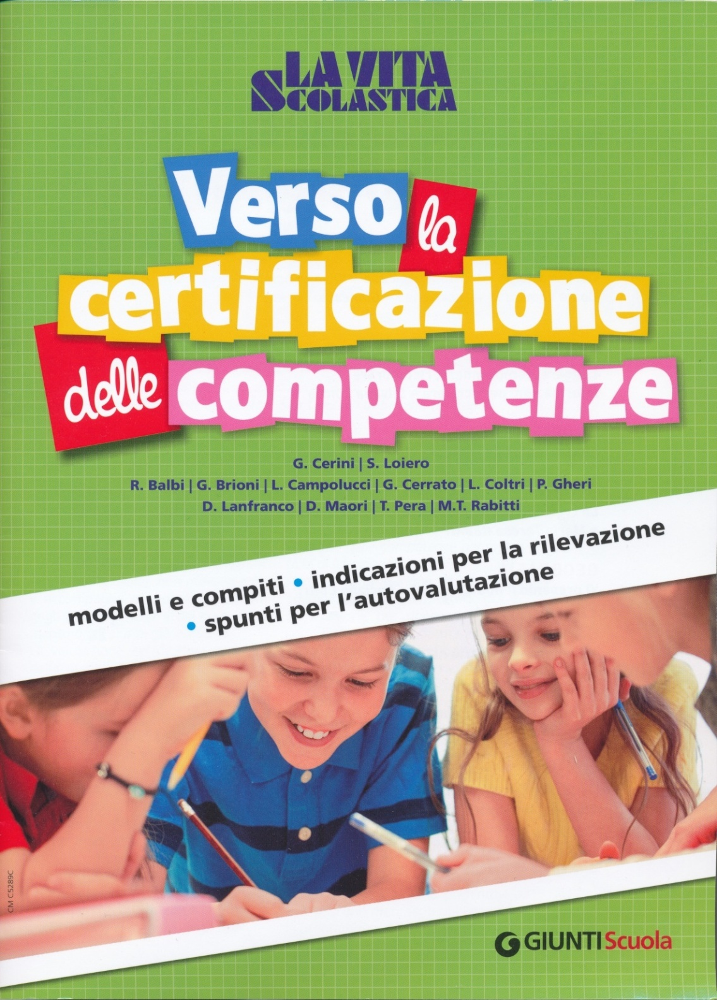 LA VITA
SCOLASTICA
Verso la
certificazione
delle competenze
G. Cerini | S. Loiero
R. Balbi | G. Brioni | L. Campolucci | G. Cerrato | L. Coltri | P. Gheri
D. Lanfranco | D. Maori | T. Pera | M.T. Rabitti
modelli e compiti • indicazioni per la rilevazione
• spunti per l'autovalutazione
CM C5289C
GIUNTI Scuola